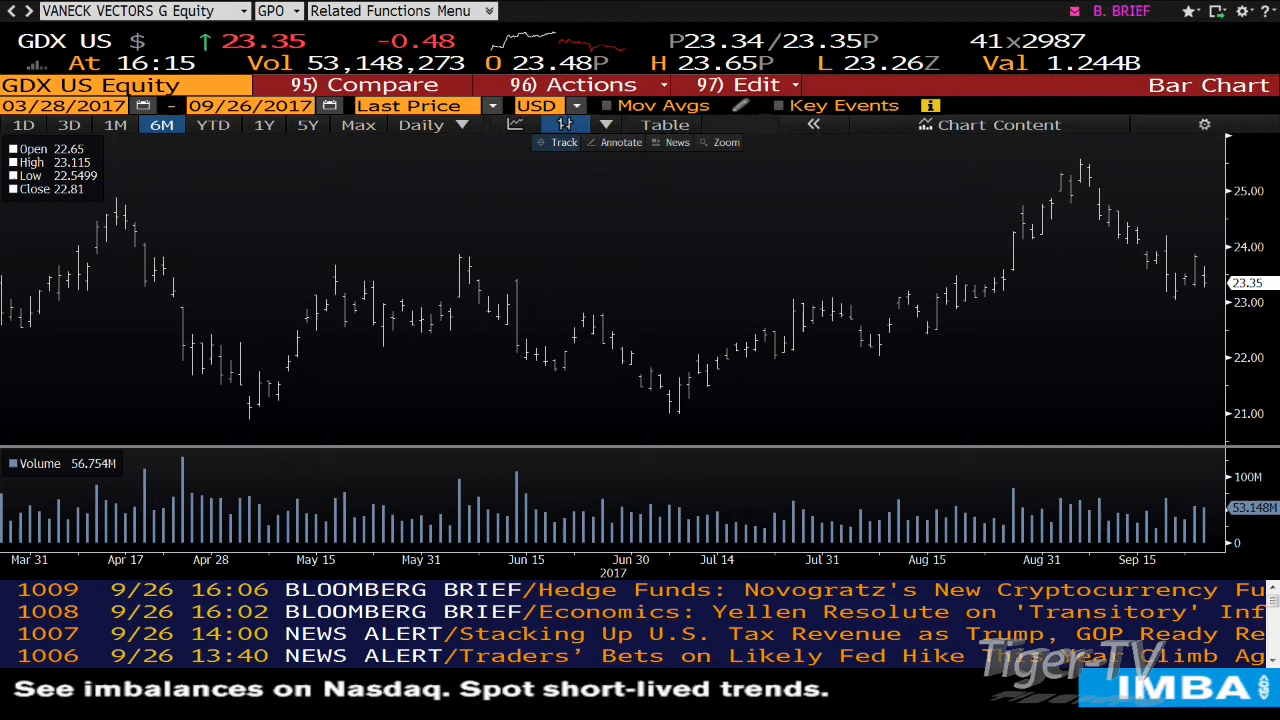 VANECK VECTORS G Equity GPO Related Functions Menu B. BRIEF ?
GDX US $ ↑ 23.35 -0.48 P23.34/23.35P 41×2987
At 16:15 Vol 53,148,273 O 23.48P H 23.65P L 23.26Z Val 1.244B
GDX US Equity 95) Compare 96) Actions 97) Edit Bar Chart
03/28/2017 - 09/26/2017 Last Price USD Mov Avgs Key Events i
1D 3D 1M 6M YTD 1Y 5Y Max Daily Table « Chart Content
Track Annotate News Zoom
Open 22.65
High 23.115
Low 22.5499
Close 22.81
25.00
24.00
23.35
23.00
22.00
21.00
Volume 56.754M
100M
53.148M
0
Mar 31 Apr 17 Apr 28 May 15 May 31 Jun 15 Jun 30 Jul 14 Jul 31 Aug 15 Aug 31 Sep 15
2017
1009 9/26 16:06 BLOOMBERG BRIEF/Hedge Funds: Novogratz's New Cryptocurrency Fu
1008 9/26 16:02 BLOOMBERG BRIEF/Economics: Yellen Resolute on 'Transitory' Inf
1007 9/26 14:00 NEWS ALERT/Stacking Up U.S. Tax Revenue as Trump, GOP Ready Re
1006 9/26 13:40 NEWS ALERT/Traders' Bets on Likely Fed Hike This Year Climb Ag
Tiger-TV
See imbalances on Nasdaq. Spot short-lived trends.
IMBA